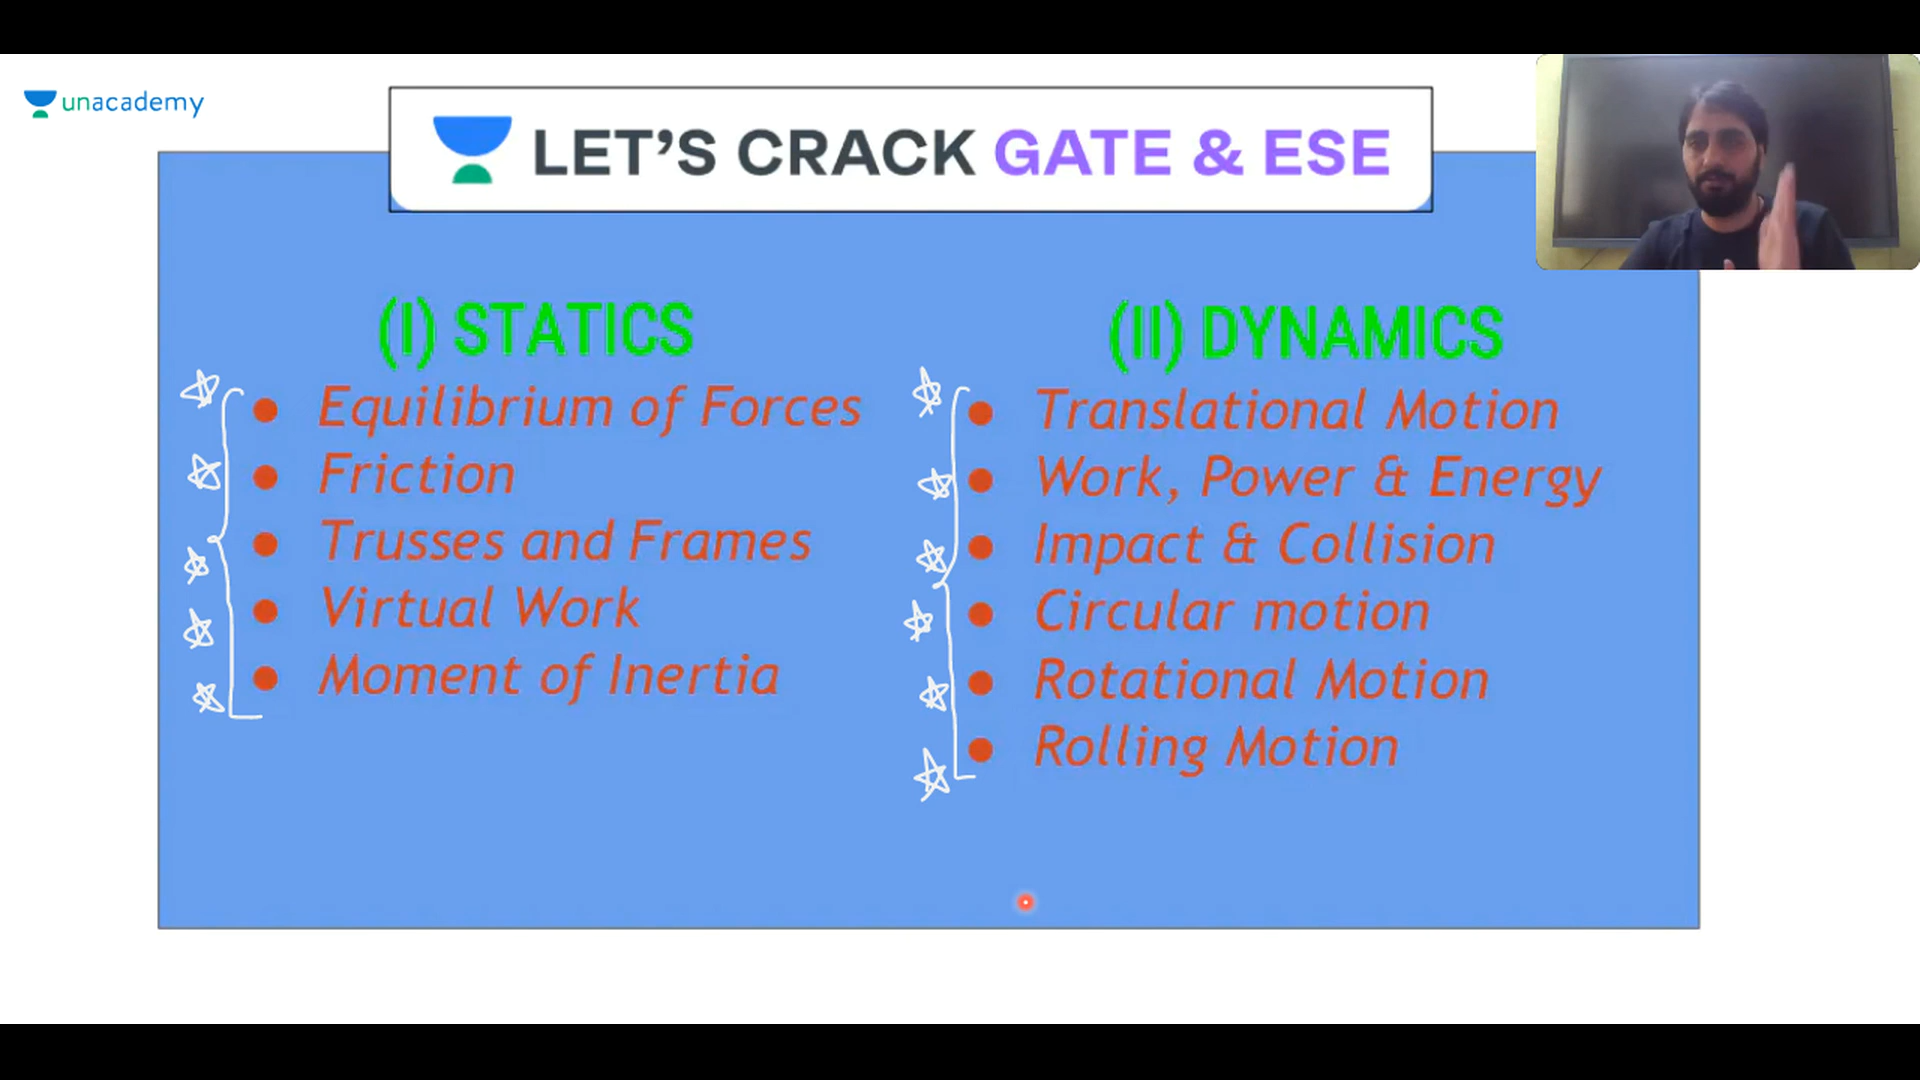 unacademy
LET'S CRACK GATE & ESE
(I) STATICS
● Equilibrium of Forces
● Friction
● Trusses and Frames
● Virtual Work
● Moment of Inertia
(II) DYNAMICS
● Translational Motion
● Work, Power & Energy
● Impact & Collision
● Circular motion
● Rotational Motion
● Rolling Motion